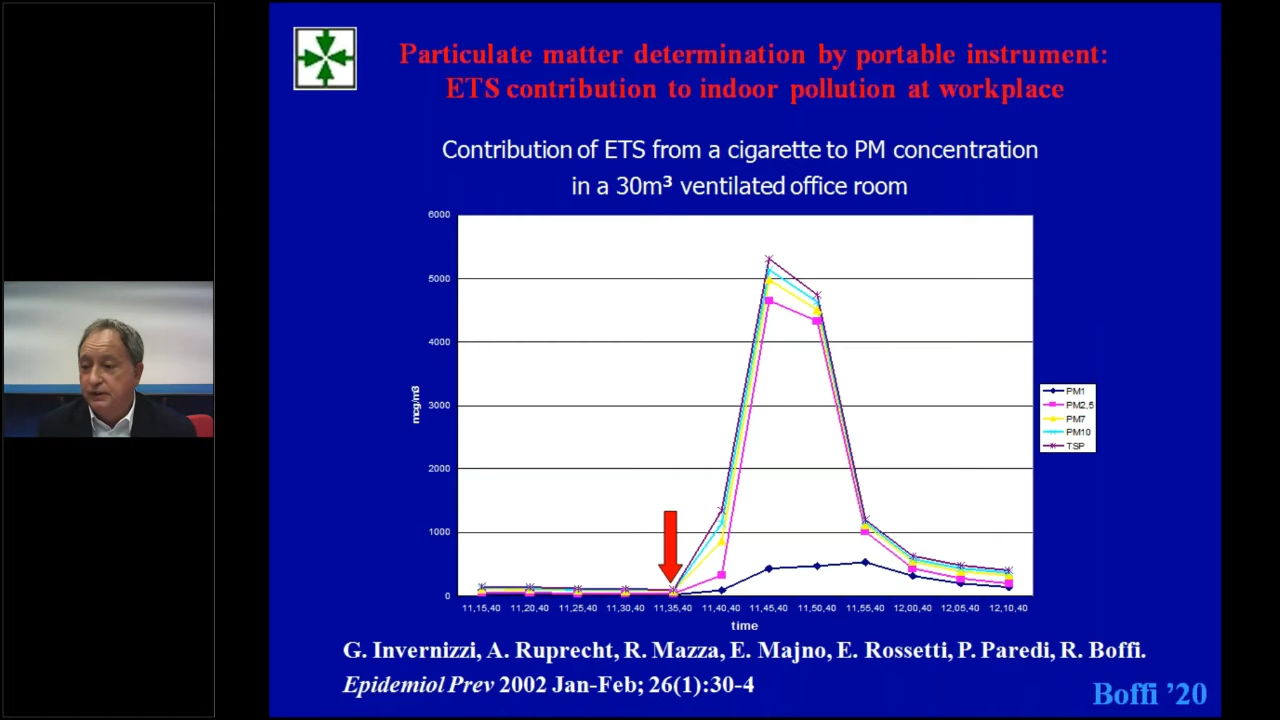 Particulate matter determination by portable instrument:
ETS contribution to indoor pollution at workplace
Contribution of ETS from a cigarette to PM concentration
in a 30m³ ventilated office room
6000
5000
4000
3000
2000
1000
0
mcg/m3
11,15,40 11,20,40 11,25,40 11,30,40 11,35,40 11,40,40 11,45,40 11,50,40 11,55,40 12,00,40 12,05,40 12,10,40
time
PM1
PM2,5
PM7
PM10
TSP
G. Invernizzi, A. Ruprecht, R. Mazza, E. Majno, E. Rossetti, P. Paredi, R. Boffi.
Epidemiol Prev 2002 Jan-Feb; 26(1):30-4
Boffi ’20